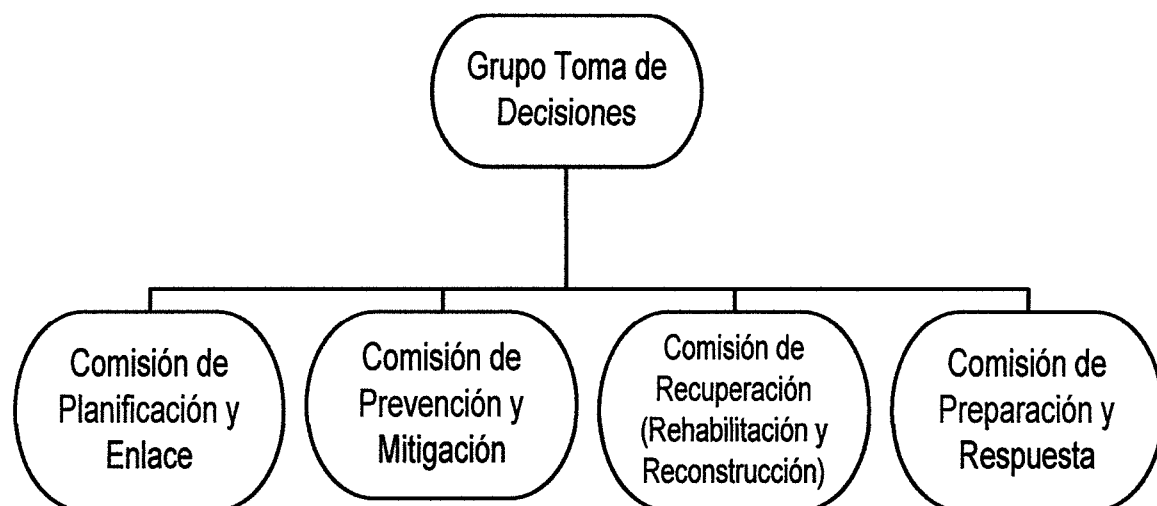 Grupo Toma de
Decisiones
Comisión de
Planificación y
Enlace
Comisión de
Prevención y
Mitigación
Comisión de
Recuperación
(Rehabilitación y
Reconstrucción)
Comisión de
Preparación y
Respuesta